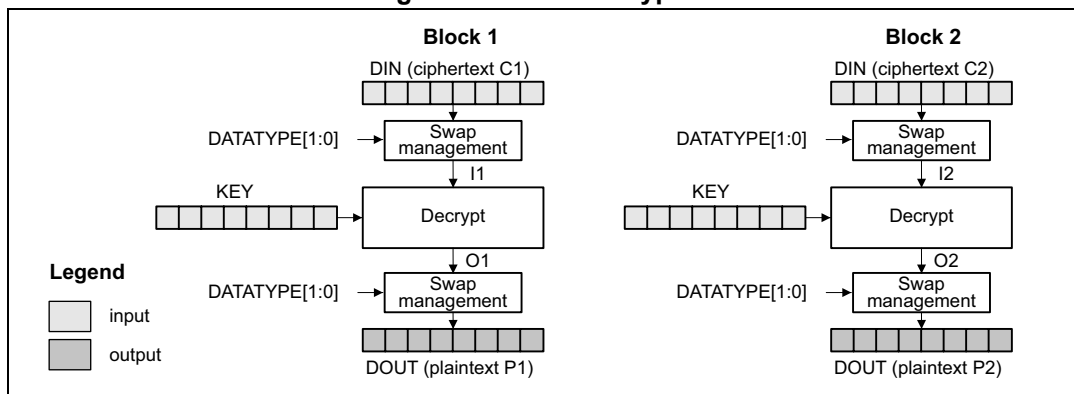 Block 1
DIN (ciphertext C1)
DATATYPE[1:0]
Swap
management
I1
KEY
Decrypt
O1
DATATYPE[1:0]
Swap
management
DOUT (plaintext P1)
Block 2
DIN (ciphertext C2)
DATATYPE[1:0]
Swap
management
I2
KEY
Decrypt
O2
DATATYPE[1:0]
Swap
management
DOUT (plaintext P2)
Legend
input
output